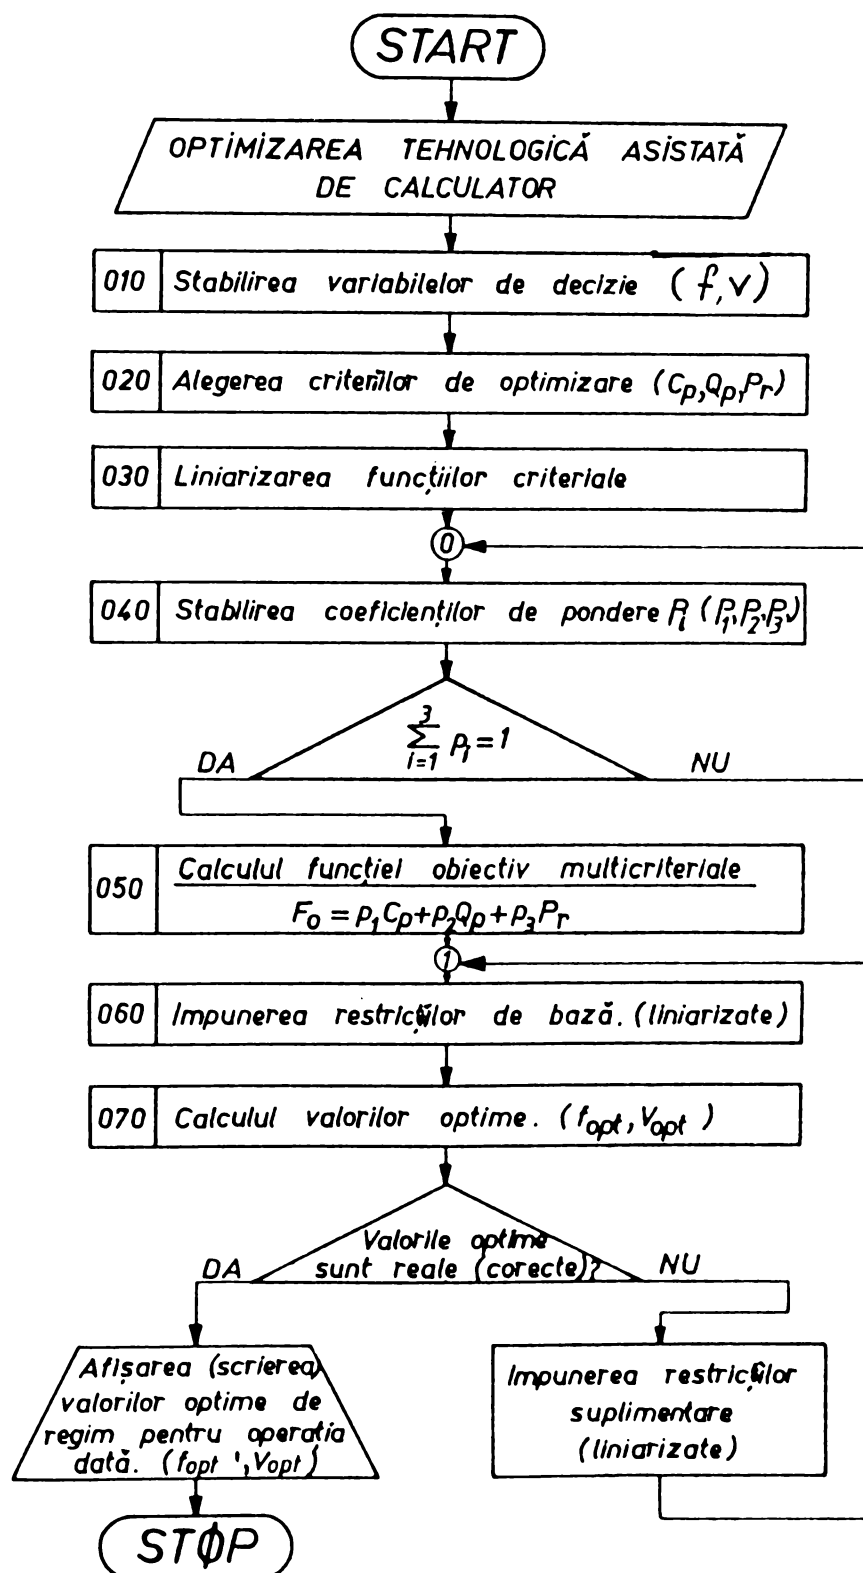 START
OPTIMIZAREA TEHNOLOGICĂ ASISTATĂ
DE CALCULATOR
010 Stabilirea variabilelor de decizie (f,v)
020 Alegerea criteriilor de optimizare (Cp,Qp,Pr)
030 Liniarizarea funcțiilor criteriale
0
040 Stabilirea coeficienților de pondere Pi (P1,P2,P3)
∑ i=1 3 pi = 1
DA NU
050 Calculul funcției obiectiv multicriteriale
Fo = p1Cp+p2Qp+p3Pr
1
060 Impunerea restricțiilor de bază. (liniarizate)
070 Calculul valorilor optime. (fopt, Vopt)
Valorile optime
sunt reale (corecte)?
DA NU
Afișarea (scrierea)
valorilor optime de
regim pentru operația
dată. (fopt ', Vopt)
Impunerea restricțiilor
suplimentare
(liniarizate)
STØP